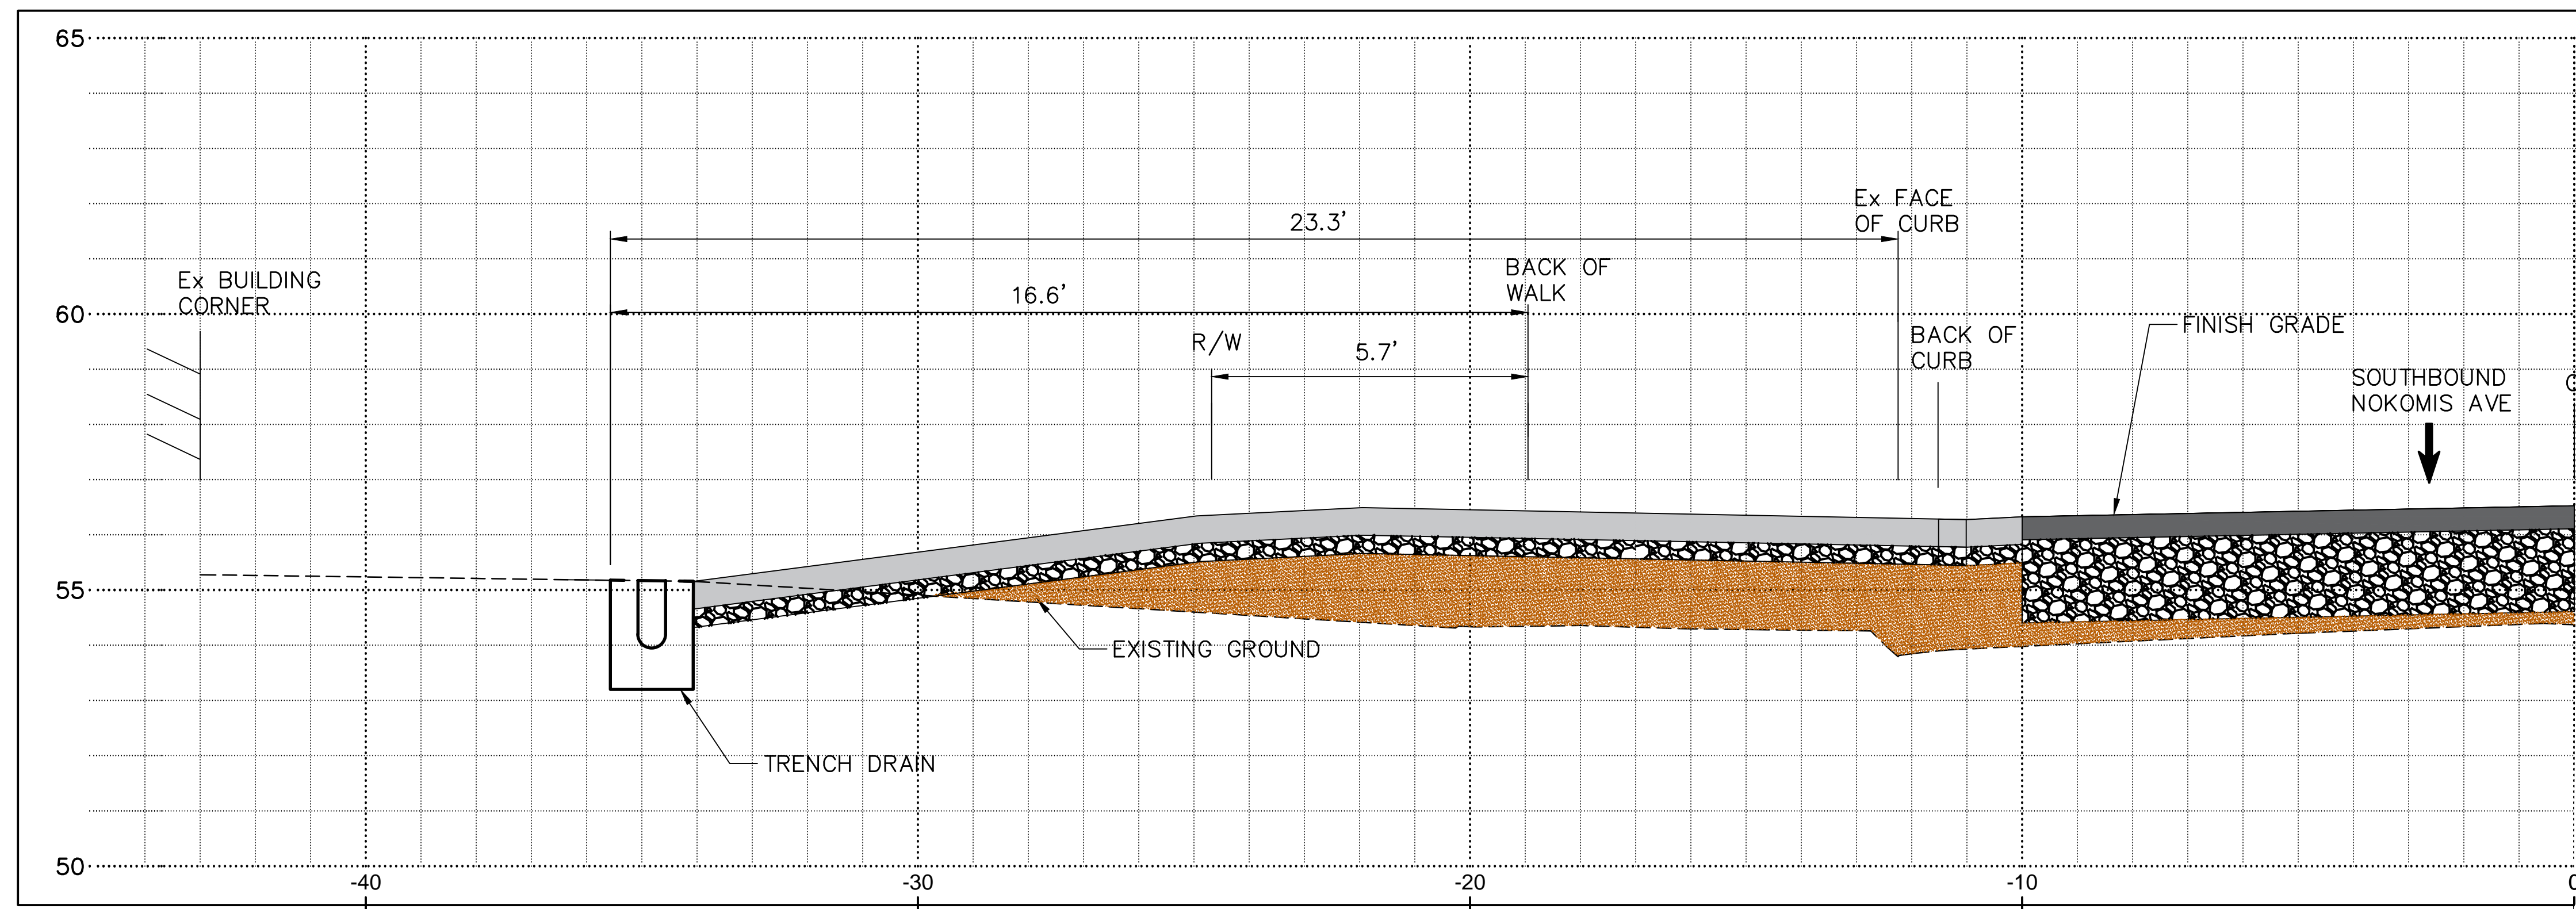 65
Ex FACE
OF CURB
23.3'
Ex BUILDING
CORNER
BACK OF
WALK
16.6'
60
FINISH GRADE
R/W
5.7'
BACK OF
CURB
SOUTHBOUND
NOKOMIS AVE
55
EXISTING GROUND
TRENCH DRAIN
50
-40
-30
-20
-10